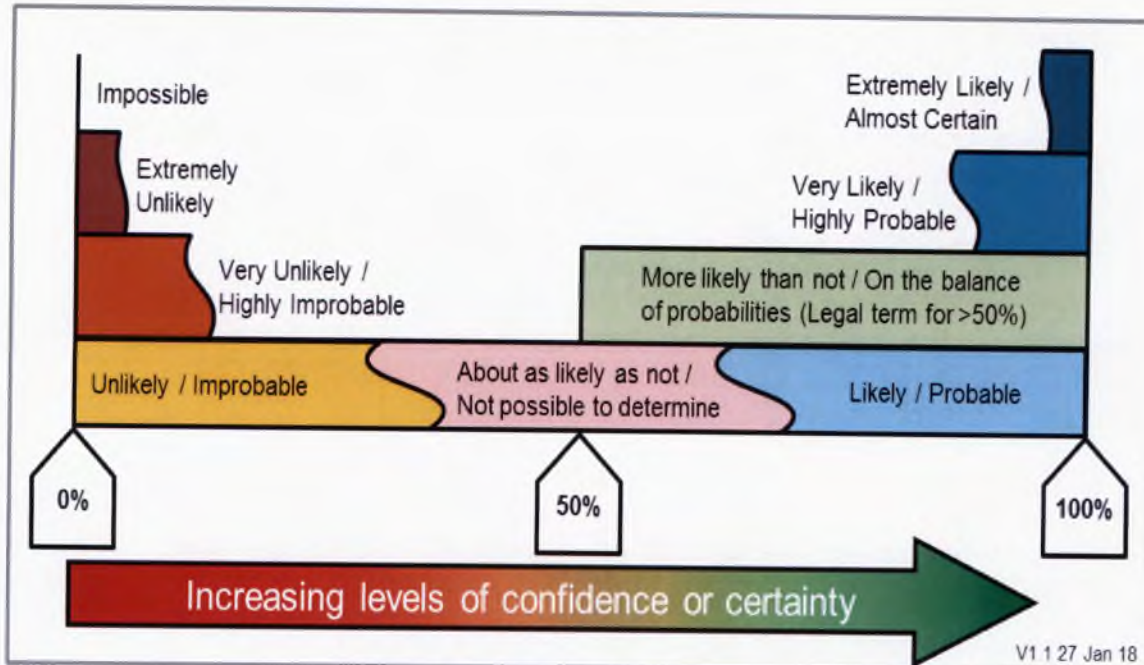 Impossible
Extremely
Unlikely
Very Unlikely /
Highly Improbable
Unlikely / Improbable
About as likely as not /
Not possible to determine
Likely / Probable
More likely than not / On the balance
of probabilities (Legal term for >50%)
Very Likely /
Highly Probable
Extremely Likely /
Almost Certain
0%
50%
100%
Increasing levels of confidence or certainty
V1 1 27 Jan 18